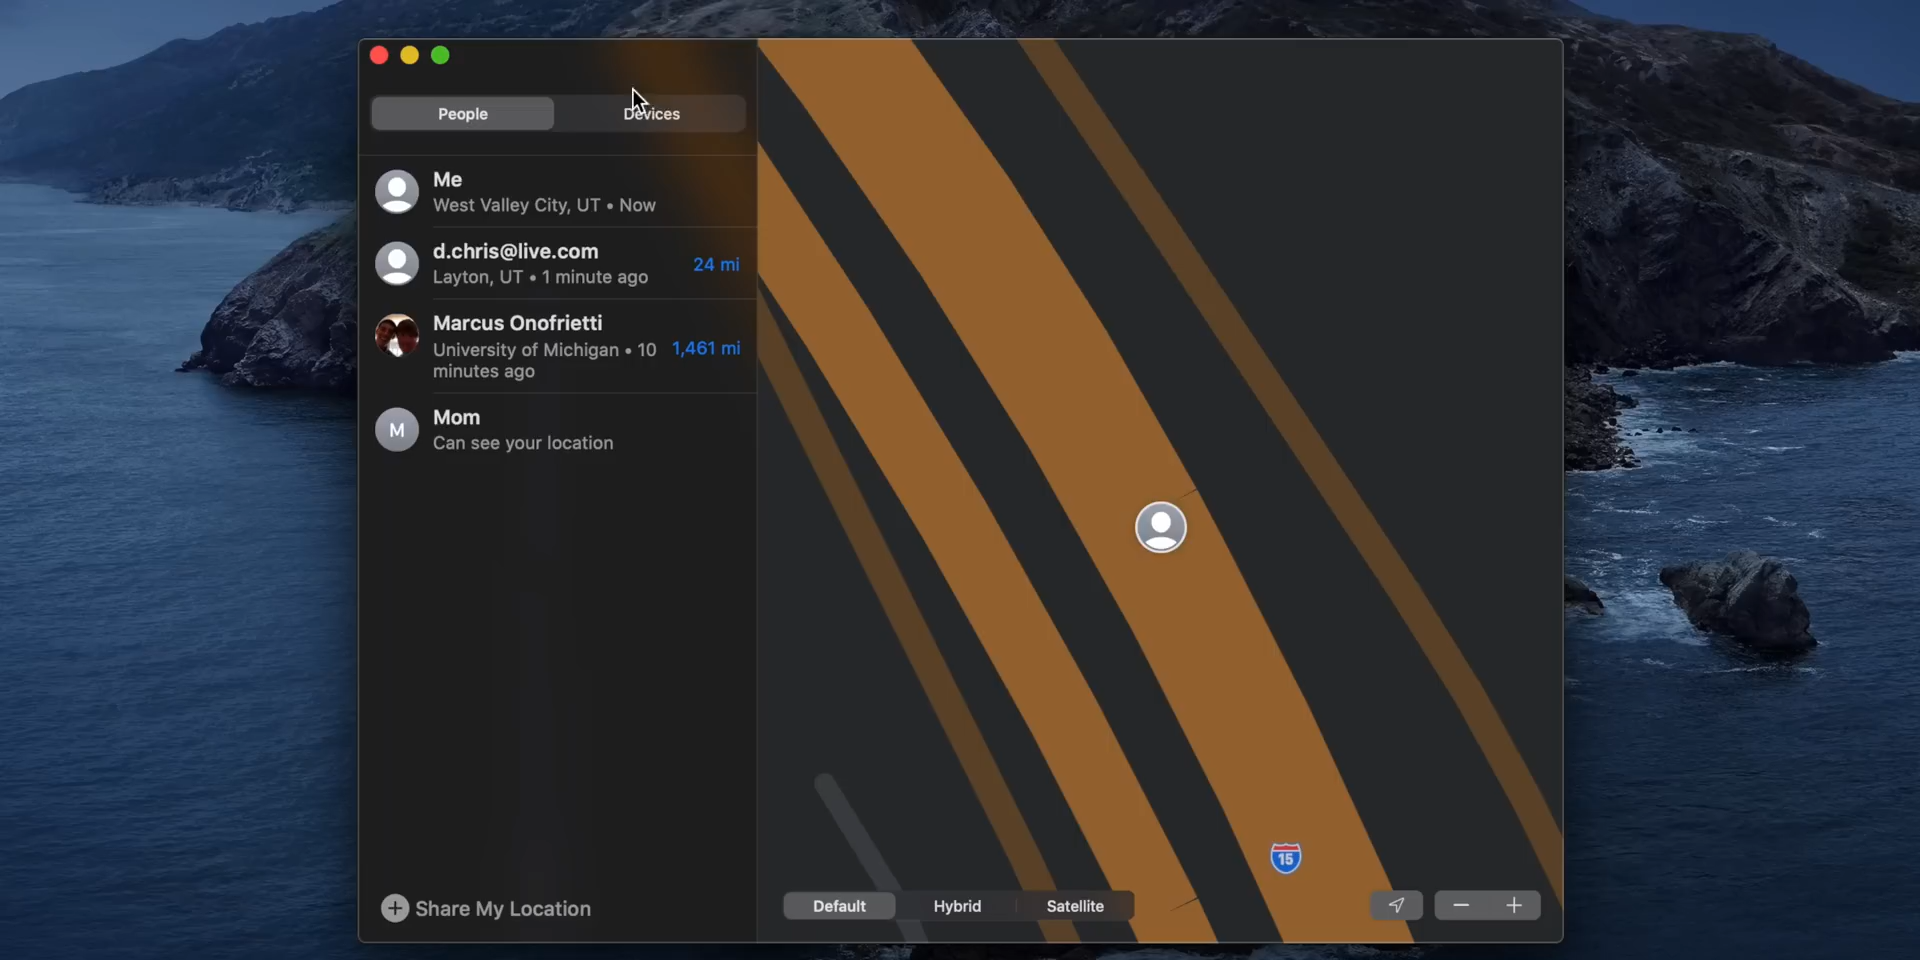 People
Devices
Me
West Valley City, UT • Now
d.chris@live.com
Layton, UT • 1 minute ago
24 mi
Marcus Onofrietti
University of Michigan • 10
minutes ago
1,461 mi
M
Mom
Can see your location
Share My Location
15
Default
Hybrid
Satellite